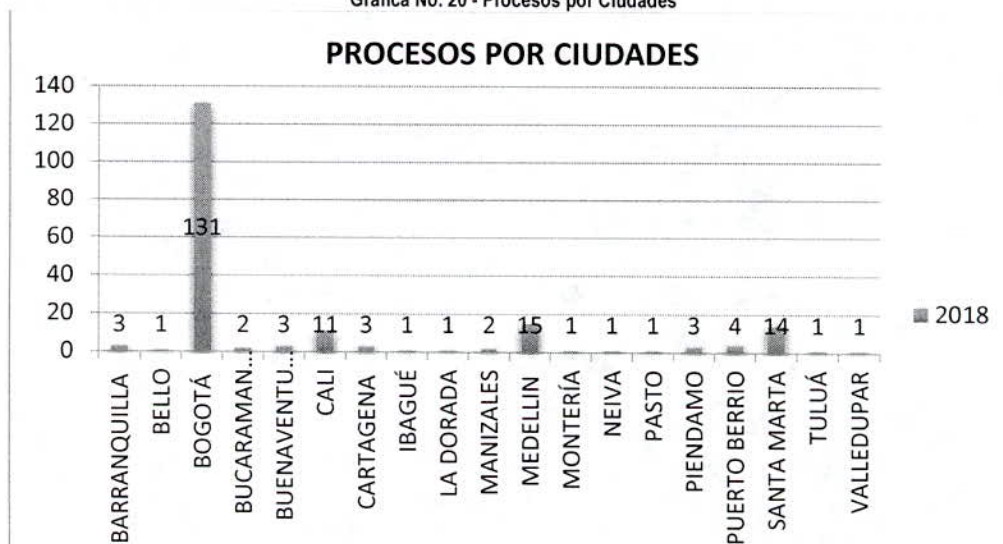 Gráfica No. 20 - Procesos por Ciudades
PROCESOS POR CIUDADES
140
120
100
80
60
40
20
0
3 1 131 2 3 11 3 1 1 2 15 1 1 1 3 4 14 1 1
BARRANQUILLA
BELLO
BOGOTÁ
BUCARAMAN...
BUENAVENTU...
CALI
CARTAGENA
IBAGUÉ
LA DORADA
MANIZALES
MEDELLIN
MONTERÍA
NEIVA
PASTO
PIENDAMO
PUERTO BERRIO
SANTA MARTA
TULUÁ
VALLEDUPAR
2018